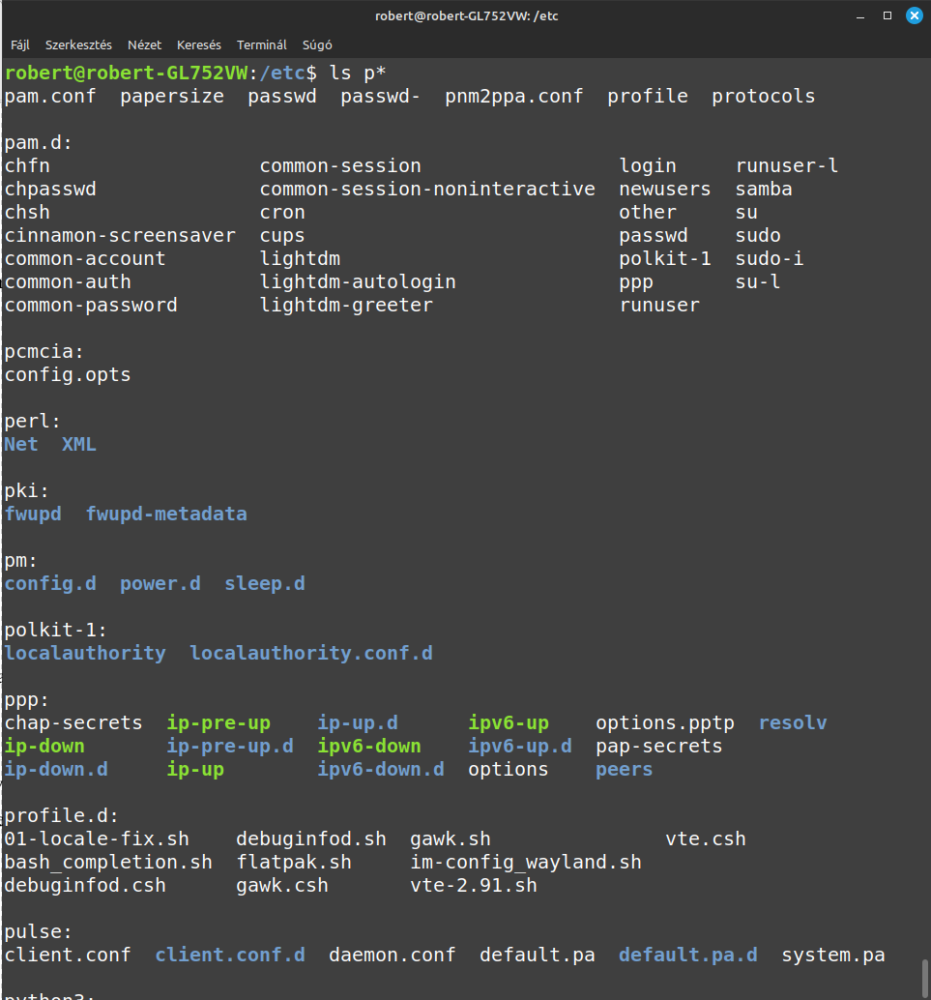 robert@robert-GL752VW: /etc
Fájl Szerkesztés Nézet Keresés Terminál Súgó
robert@robert-GL752VW:/etc$ ls p*
pam.conf  papersize  passwd  passwd-  pnm2ppa.conf  profile  protocols

pam.d:
chfn                  common-session                 login      runuser-l
chpasswd              common-session-noninteractive  newusers   samba
chsh                  cron                           other      su
cinnamon-screensaver  cups                           passwd     sudo
common-account        lightdm                        polkit-1   sudo-i
common-auth           lightdm-autologin              ppp        su-l
common-password       lightdm-greeter                runuser

pcmcia:
config.opts

perl:
Net  XML

pki:
fwupd  fwupd-metadata

pm:
config.d  power.d  sleep.d

polkit-1:
localauthority  localauthority.conf.d

ppp:
chap-secrets  ip-pre-up    ip-up.d      ipv6-up    options.pptp  resolv
ip-down       ip-pre-up.d  ipv6-down    ipv6-up.d  pap-secrets
ip-down.d     ip-up        ipv6-down.d  options    peers

profile.d:
01-locale-fix.sh    debuginfod.sh  gawk.sh               vte.csh
bash_completion.sh  flatpak.sh     im-config_wayland.sh
debuginfod.csh      gawk.csh       vte-2.91.sh

pulse:
client.conf  client.conf.d  daemon.conf  default.pa  default.pa.d  system.pa

python3: